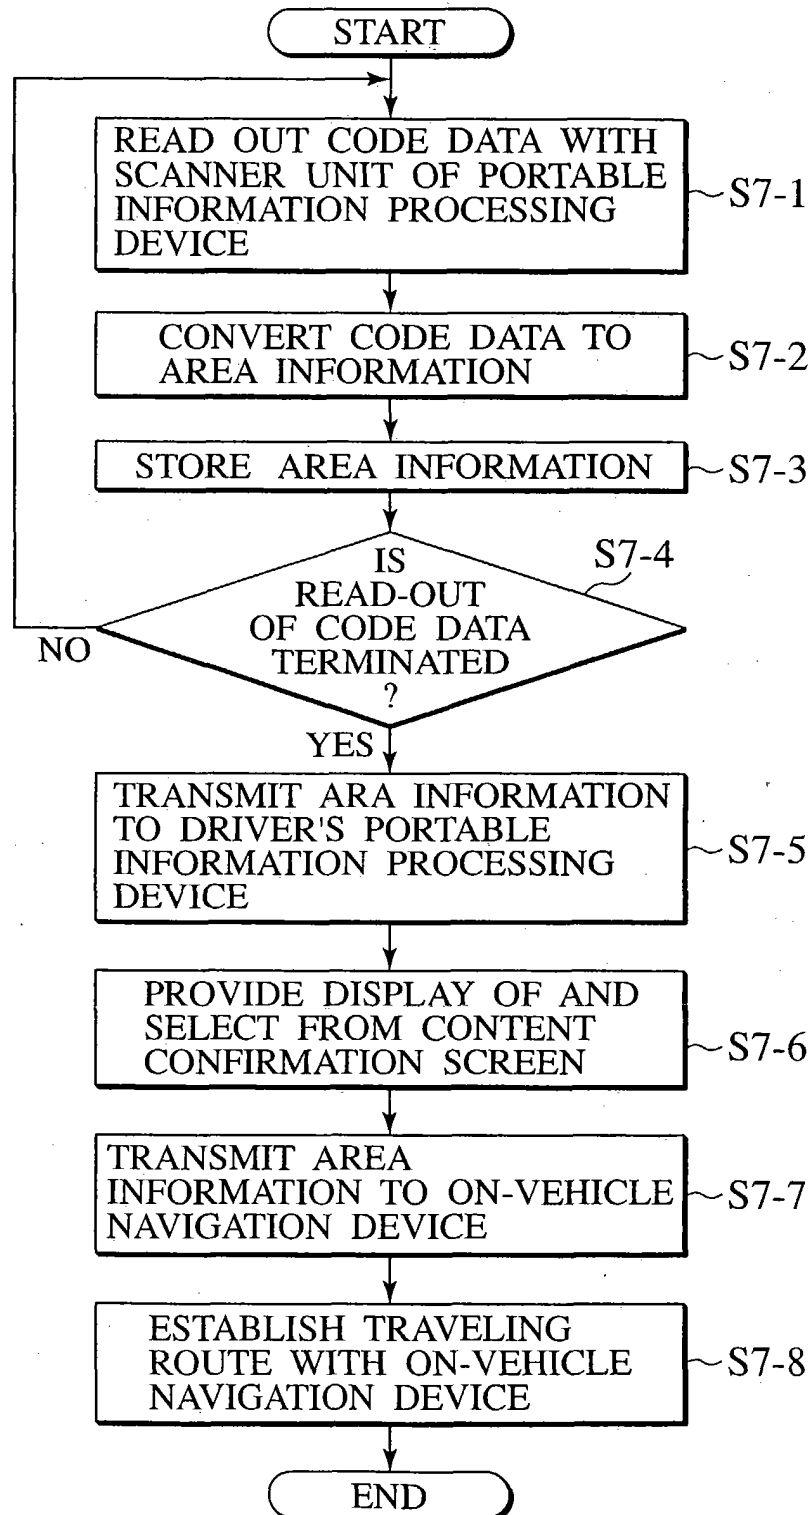 START
READ OUT CODE DATA WITH
SCANNER UNIT OF PORTABLE
INFORMATION PROCESSING
DEVICE
S7-1
CONVERT CODE DATA TO
AREA INFORMATION
S7-2
STORE AREA INFORMATION
S7-3
IS
READ-OUT
OF CODE DATA
TERMINATED
?
S7-4
NO
YES
TRANSMIT ARA INFORMATION
TO DRIVER'S PORTABLE
INFORMATION PROCESSING
DEVICE
S7-5
PROVIDE DISPLAY OF AND
SELECT FROM CONTENT
CONFIRMATION SCREEN
S7-6
TRANSMIT AREA
INFORMATION TO ON-VEHICLE
NAVIGATION DEVICE
S7-7
ESTABLISH TRAVELING
ROUTE WITH ON-VEHICLE
NAVIGATION DEVICE
S7-8
END